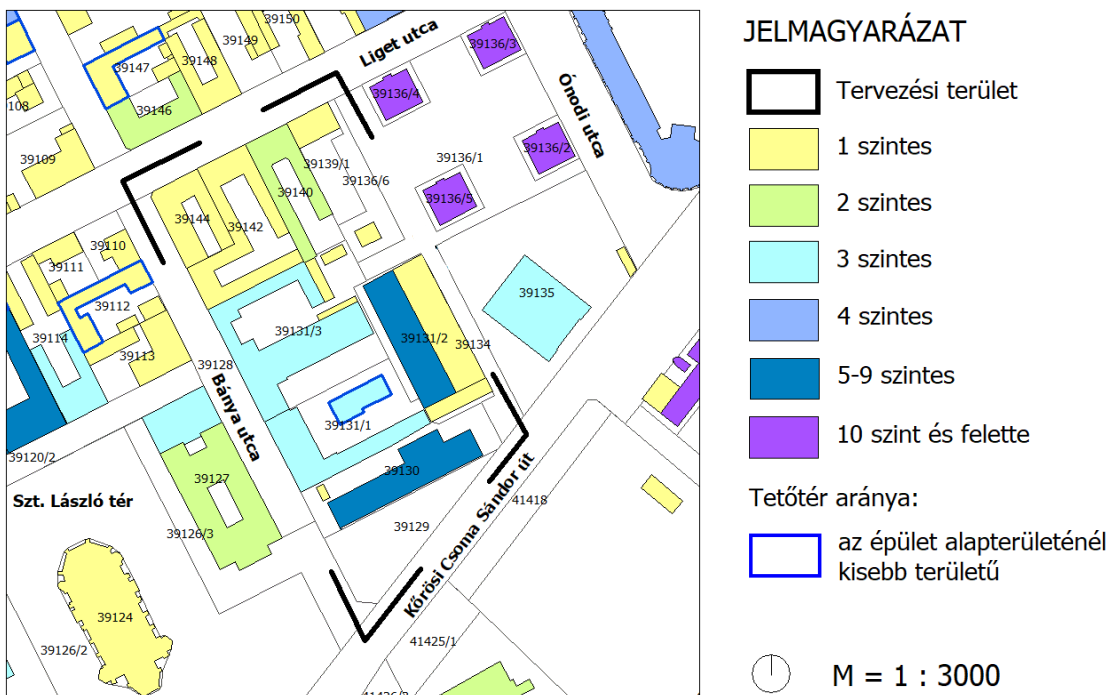 39150
Liget utca
39149
39136/3
39147
39148
39136/4
108
39146
Ónodi utca
39109
39136/2
39139/1
39136/1
39136/6
39140
39136/5
39144
39142
39110
39111
39135
39112
39131/3
39131/2
39114
39134
39113
39128
Bánya utca
39131/1
39120/2
39130
39127
Szt. László tér
41418
39129
39126/3
Kőrösi Csoma Sándor út
39124
41425/1
39126/2
JELMAGYARÁZAT
Tervezési terület
1 szintes
2 szintes
3 szintes
4 szintes
5-9 szintes
10 szint és felette
Tetőtér aránya:
az épület alapterületénél
kisebb területű
M = 1 : 3000